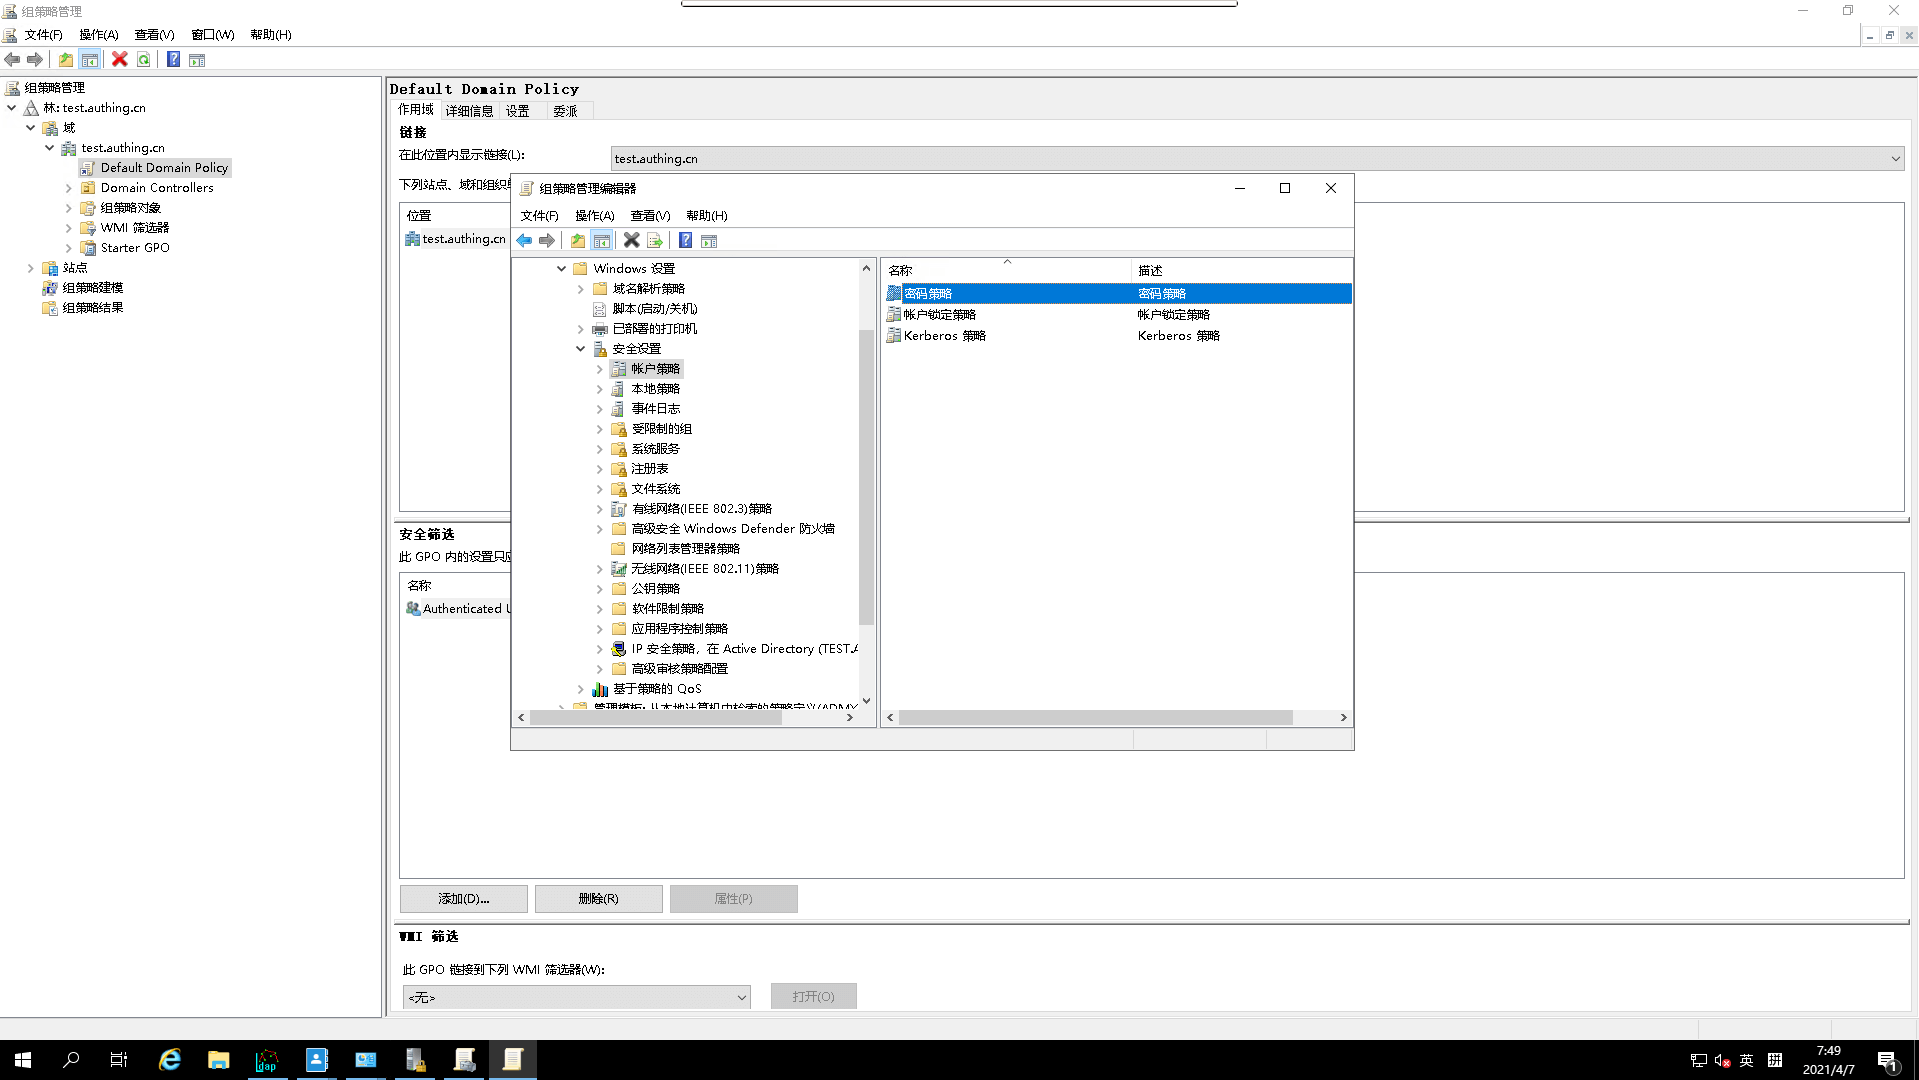 组策略管理
文件(F) 操作(A) 查看(V) 窗口(W) 帮助(H)
组策略管理
林: test.authing.cn
域
test.authing.cn
Default Domain Policy
Domain Controllers
组策略对象
WMI 筛选器
Starter GPO
站点
组策略建模
组策略结果
Default Domain Policy
作用域 详细信息 设置 委派
链接
在此位置内显示链接(L):
test.authing.cn
下列站点、域和组织
位置
test.authing.cn
组策略管理编辑器
文件(F) 操作(A) 查看(V) 帮助(H)
Windows 设置
域名解析策略
脚本(启动/关机)
已部署的打印机
安全设置
帐户策略
本地策略
事件日志
受限制的组
系统服务
注册表
文件系统
有线网络(IEEE 802.3)策略
高级安全 Windows Defender 防火墙
网络列表管理器策略
无线网络(IEEE 802.11)策略
公钥策略
软件限制策略
应用程序控制策略
IP 安全策略，在 Active Directory (TEST.A
高级审核策略配置
基于策略的 QoS
管理模板: 从本地计算机中检索的策略定义(ADMX
名称 描述
密码策略 密码策略
帐户锁定策略 帐户锁定策略
Kerberos 策略 Kerberos 策略
安全筛选
此 GPO 内的设置只应
名称
Authenticated U
添加(D)... 删除(R) 属性(P)
WMI 筛选
此 GPO 链接到下列 WMI 筛选器(W):
<无> 打开(O)
dap
英 拼
7:49
2021/4/7
1